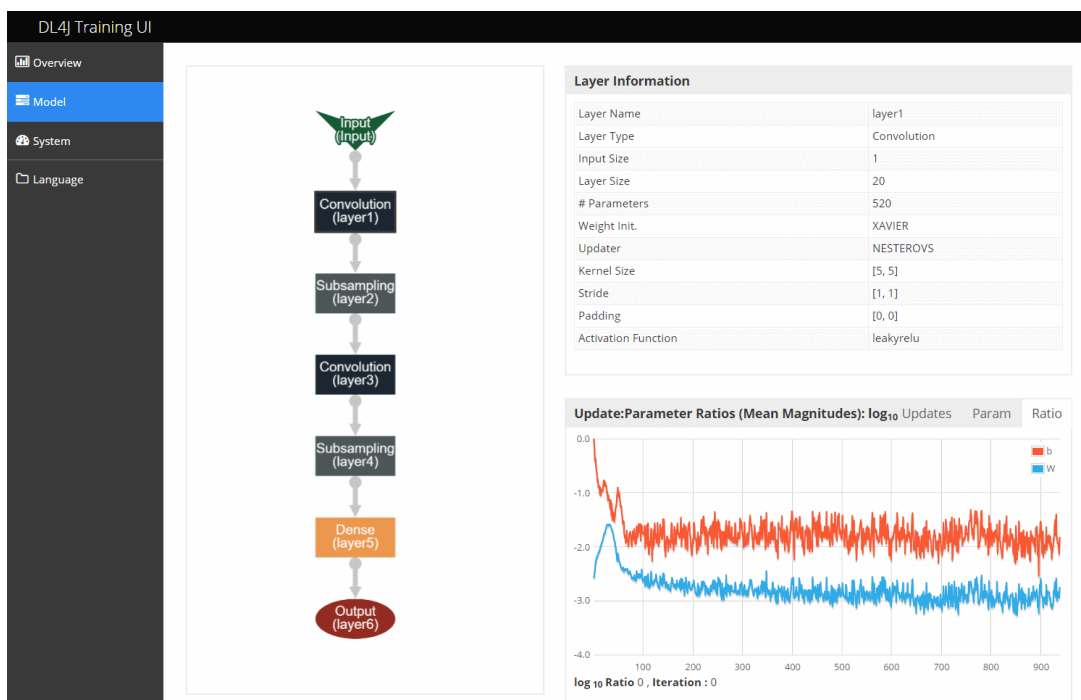 DL4J Training UI
Overview
Model
System
Language
Input
(Input)
Convolution
(layer1)
Subsampling
(layer2)
Convolution
(layer3)
Subsampling
(layer4)
Dense
(layer5)
Output
(layer6)
Layer Information
Layer Name layer1
Layer Type Convolution
Input Size 1
Layer Size 20
# Parameters 520
Weight Init. XAVIER
Updater NESTEROVS
Kernel Size [5, 5]
Stride [1, 1]
Padding [0, 0]
Activation Function leakyrelu
Update:Parameter Ratios (Mean Magnitudes): log10 Updates Param Ratio
0.0
b
W
-1.0
-2.0
-3.0
-4.0
100 200 300 400 500 600 700 800 900
log 10 Ratio 0 , Iteration : 0